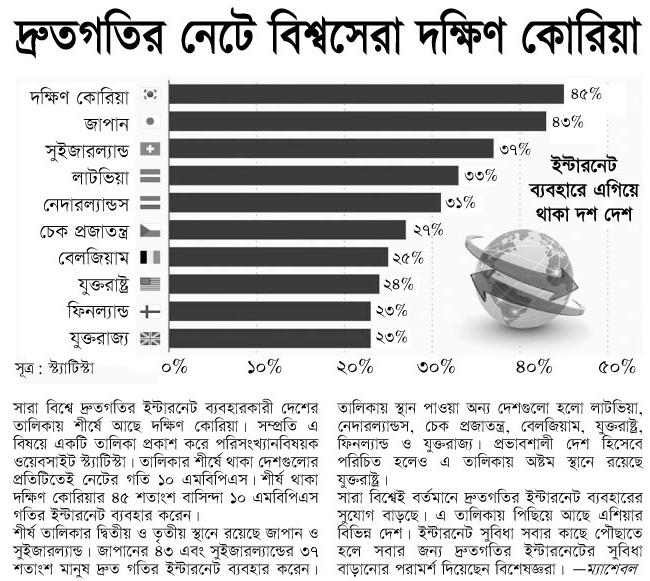 দ্রুতগতির নেটে বিশ্বসেরা দক্ষিণ কোরিয়া
দক্ষিণ কোরিয়া ৪৫%
জাপান ৪৩%
সুইজারল্যান্ড ৩৭%
লাটভিয়া ৩৩%
নেদারল্যান্ডস ৩১%
চেক প্রজাতন্ত্র ২৭%
বেলজিয়াম ২৫%
যুক্তরাষ্ট্র ২৪%
ফিনল্যান্ড ২৩%
যুক্তরাজ্য ২৩%
ইন্টারনেট
ব্যবহারে এগিয়ে
থাকা দশ দেশ
সূত্র : স্ট্যাটিস্টা ০% ১০% ২০% ৩০% ৪০% ৫০%
সারা বিশ্বে দ্রুতগতির ইন্টারনেট ব্যবহারকারী দেশের
তালিকায় শীর্ষে আছে দক্ষিণ কোরিয়া। সম্প্রতি এ
বিষয়ে একটি তালিকা প্রকাশ করে পরিসংখ্যানবিষয়ক
ওয়েবসাইট স্ট্যাটিস্টা। তালিকার শীর্ষে থাকা দেশগুলোর
প্রতিটিতেই নেটের গতি ১০ এমবিপিএস। শীর্ষে থাকা
দক্ষিণ কোরিয়ার ৪৫ শতাংশ বাসিন্দা ১০ এমবিপিএস
গতির ইন্টারনেট ব্যবহার করেন।
শীর্ষ তালিকার দ্বিতীয় ও তৃতীয় স্থানে রয়েছে জাপান ও
সুইজারল্যান্ড। জাপানের ৪৩ এবং সুইজারল্যান্ডের ৩৭
শতাংশ মানুষ দ্রুত গতির ইন্টারনেট ব্যবহার করেন।
তালিকায় স্থান পাওয়া অন্য দেশগুলো হলো লাটভিয়া,
নেদারল্যান্ডস, চেক প্রজাতন্ত্র, বেলজিয়াম, যুক্তরাষ্ট্র,
ফিনল্যান্ড ও যুক্তরাজ্য। প্রভাবশালী দেশ হিসেবে
পরিচিত হলেও এ তালিকায় অষ্টম স্থানে রয়েছে
যুক্তরাষ্ট্র।
সারা বিশ্বেই বর্তমানে দ্রুতগতির ইন্টারনেট ব্যবহারের
সুযোগ বাড়ছে। এ তালিকায় পিছিয়ে আছে এশিয়ার
বিভিন্ন দেশ। ইন্টারনেট সুবিধা সবার কাছে পৌছাতে
হলে সবার জন্য দ্রুতগতির ইন্টারনেটের সুবিধা
বাড়ানোর পরামর্শ দিয়েছেন বিশেষজ্ঞরা। —ম্যাশেবল